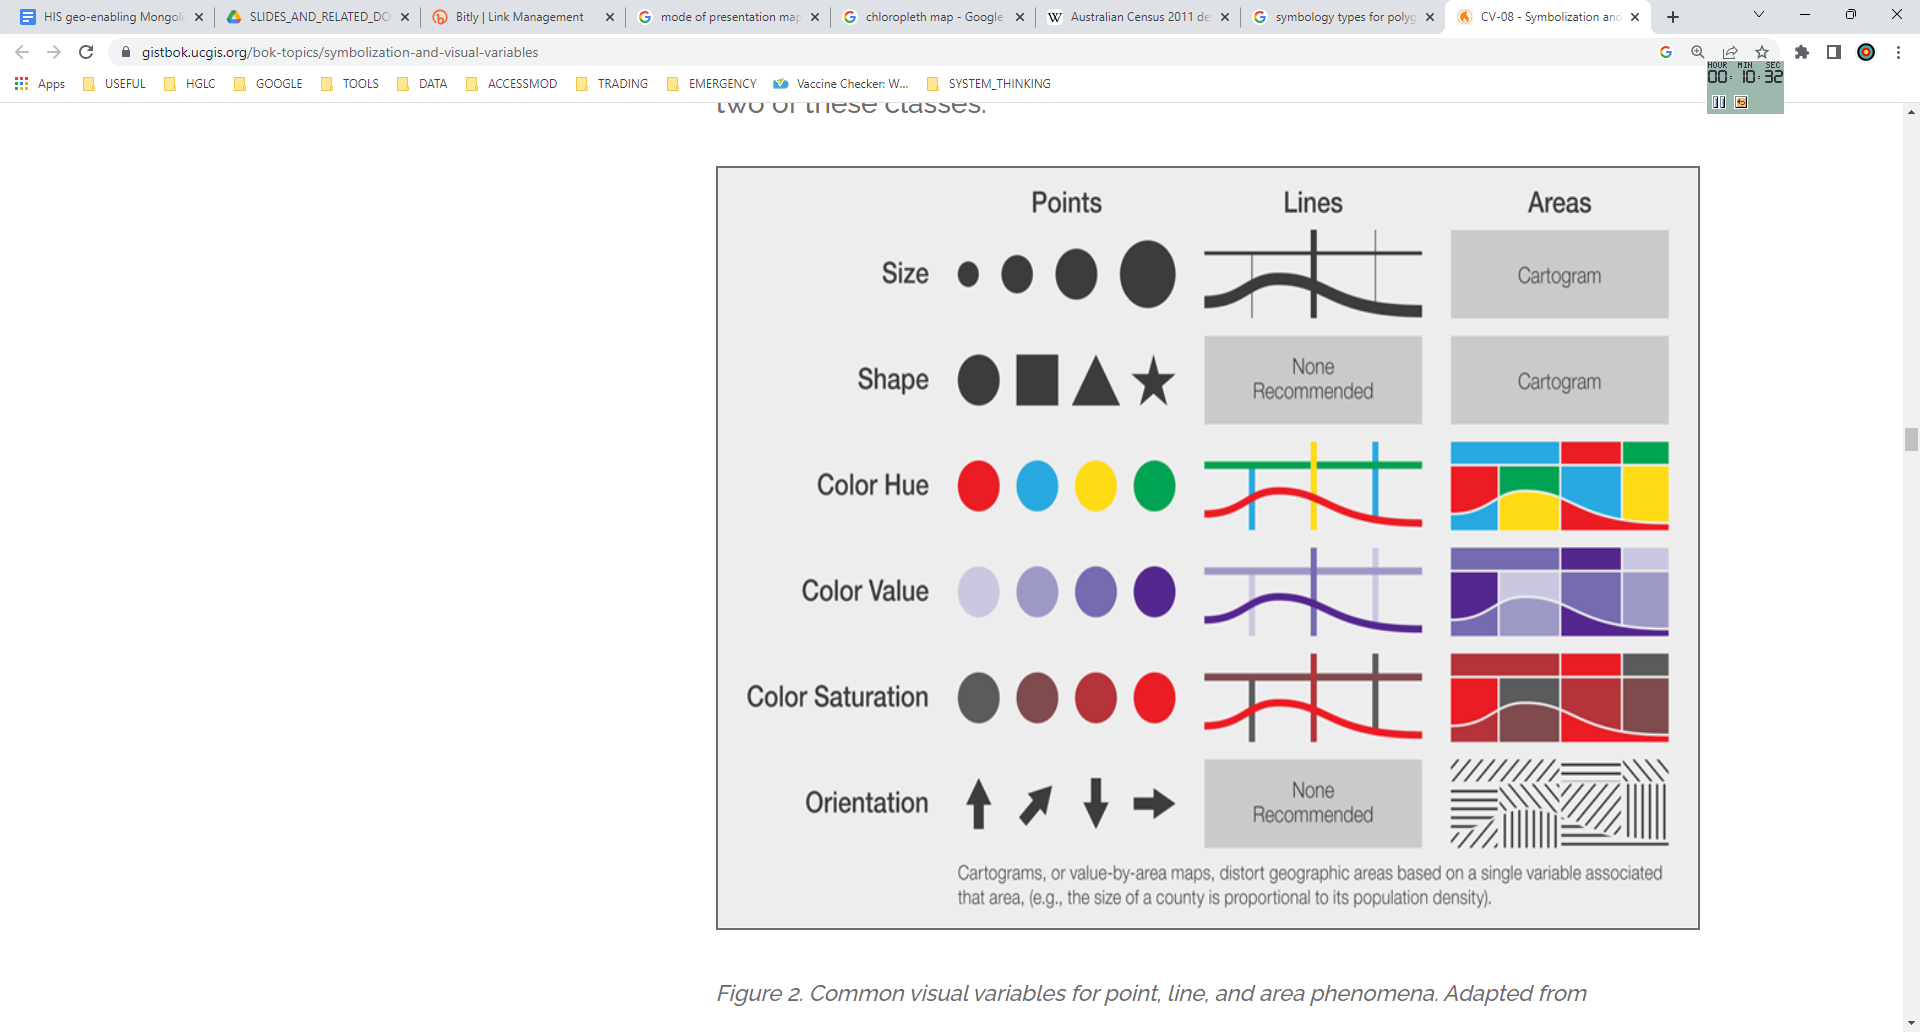 HIS geo-enabling Mongoli
SLIDES_AND_RELATED_DO
Bitly | Link Management
mode of presentation map
chloropleth map - Google
Australian Census 2011 de
symbology types for polyg
CV-08 - Symbolization and
gistbok.ucgis.org/bok-topics/symbolization-and-visual-variables
Apps
USEFUL
HGLC
GOOGLE
TOOLS
DATA
ACCESSMOD
TRADING
EMERGENCY
Vaccine Checker: W...
SYSTEM_THINKING
HOUR MIN SEC
00:10:32
two of these classes.
Points Lines Areas
Size
Cartogram
Shape
None
Recommended
Cartogram
Color Hue
Color Value
Color Saturation
Orientation
None
Recommended
Cartograms, or value-by-area maps, distort geographic areas based on a single variable associated
that area, (e.g., the size of a county is proportional to its population density).
Figure 2. Common visual variables for point, line, and area phenomena. Adapted from